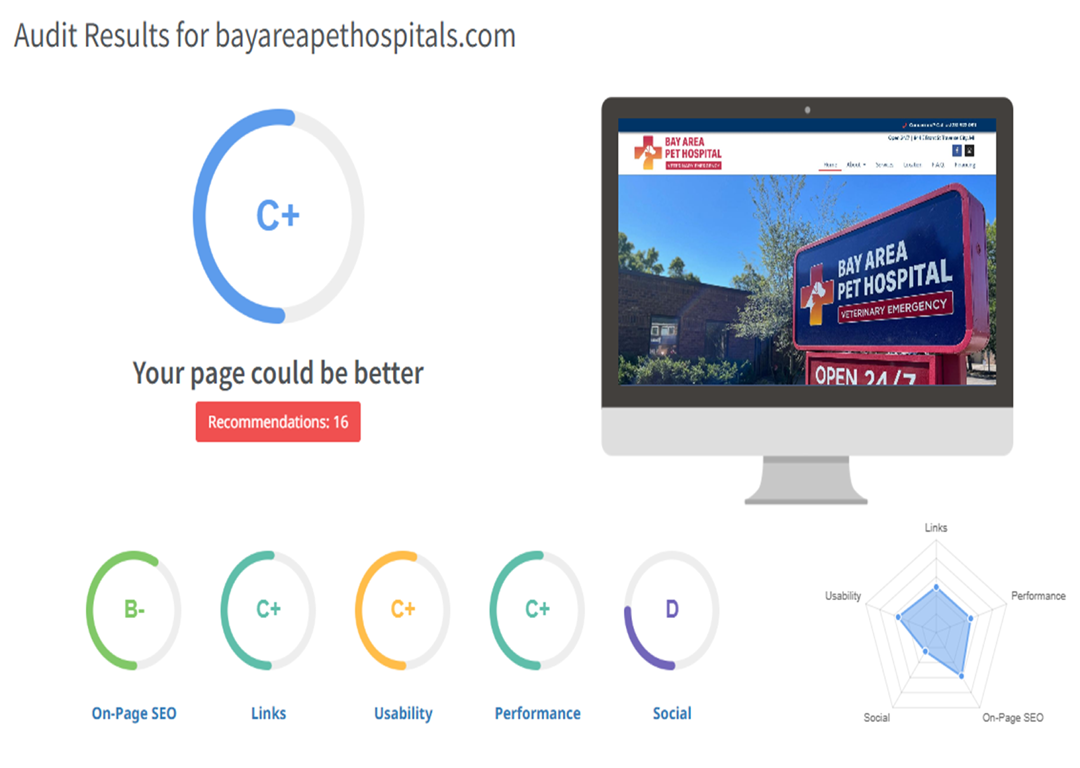 Audit Results for bayareapethospitals.com
C+
Your page could be better
Recommendations: 16
BAY AREA
PET HOSPITAL
VETERINARY EMERGENCY
Home About Services Location F.A.Q. Financing
BAY AREA
PET HOSPITAL
VETERINARY EMERGENCY
OPEN 24/7
B-
C+
C+
C+
D
On-Page SEO
Links
Usability
Performance
Social
Links
Usability
Performance
Social
On-Page SEO